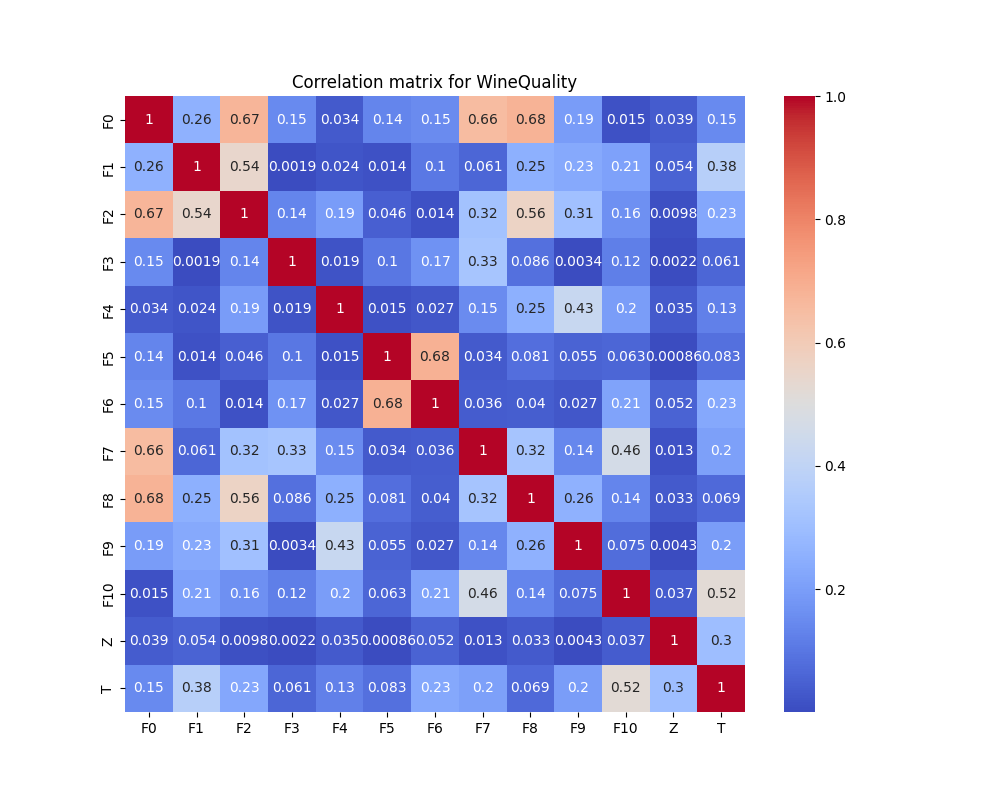 Correlation matrix for WineQuality
F0 1 0.26 0.67 0.15 0.034 0.14 0.15 0.66 0.68 0.19 0.015 0.039 0.15
F1 0.26 1 0.54 0.0019 0.024 0.014 0.1 0.061 0.25 0.23 0.21 0.054 0.38
F2 0.67 0.54 1 0.14 0.19 0.046 0.014 0.32 0.56 0.31 0.16 0.0098 0.23
F3 0.15 0.0019 0.14 1 0.019 0.1 0.17 0.33 0.086 0.0034 0.12 0.0022 0.061
F4 0.034 0.024 0.19 0.019 1 0.015 0.027 0.15 0.25 0.43 0.2 0.035 0.13
F5 0.14 0.014 0.046 0.1 0.015 1 0.68 0.034 0.081 0.055 0.063 0.00086 0.083
F6 0.15 0.1 0.014 0.17 0.027 0.68 1 0.036 0.04 0.027 0.21 0.052 0.23
F7 0.66 0.061 0.32 0.33 0.15 0.034 0.036 1 0.32 0.14 0.46 0.013 0.2
F8 0.68 0.25 0.56 0.086 0.25 0.081 0.04 0.32 1 0.26 0.14 0.033 0.069
F9 0.19 0.23 0.31 0.0034 0.43 0.055 0.027 0.14 0.26 1 0.075 0.0043 0.2
F10 0.015 0.21 0.16 0.12 0.2 0.063 0.21 0.46 0.14 0.075 1 0.037 0.52
Z 0.039 0.054 0.0098 0.0022 0.035 0.00086 0.052 0.013 0.033 0.0043 0.037 1 0.3
T 0.15 0.38 0.23 0.061 0.13 0.083 0.23 0.2 0.069 0.2 0.52 0.3 1
F0 F1 F2 F3 F4 F5 F6 F7 F8 F9 F10 Z T
1.0
0.8
0.6
0.4
0.2